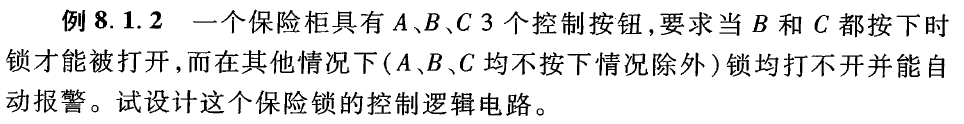 例 8.1.2 一个保险柜具有 A、B、C 3 个控制按钮,要求当 B 和 C 都按下时
锁才能被打开,而在其他情况下(A、B、C 均不按下情况除外)锁均打不开并能自
动报警。试设计这个保险锁的控制逻辑电路。